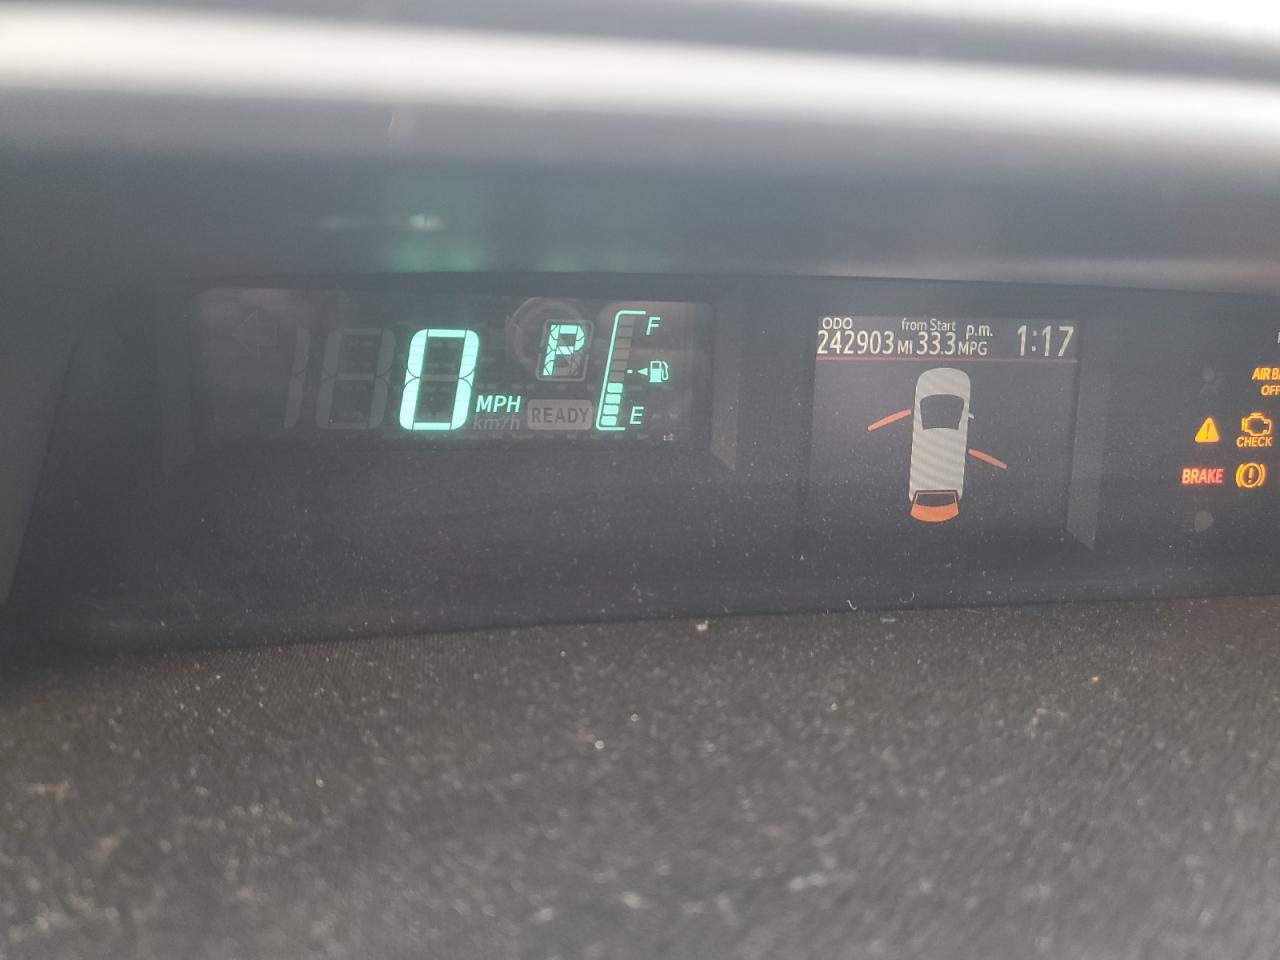 0 MPH
km/h
P
READY
F
E
ODO from Start p.m.
242903 MI 33.3 MPG 1:17
AIR BA
OFF
CHECK
BRAKE